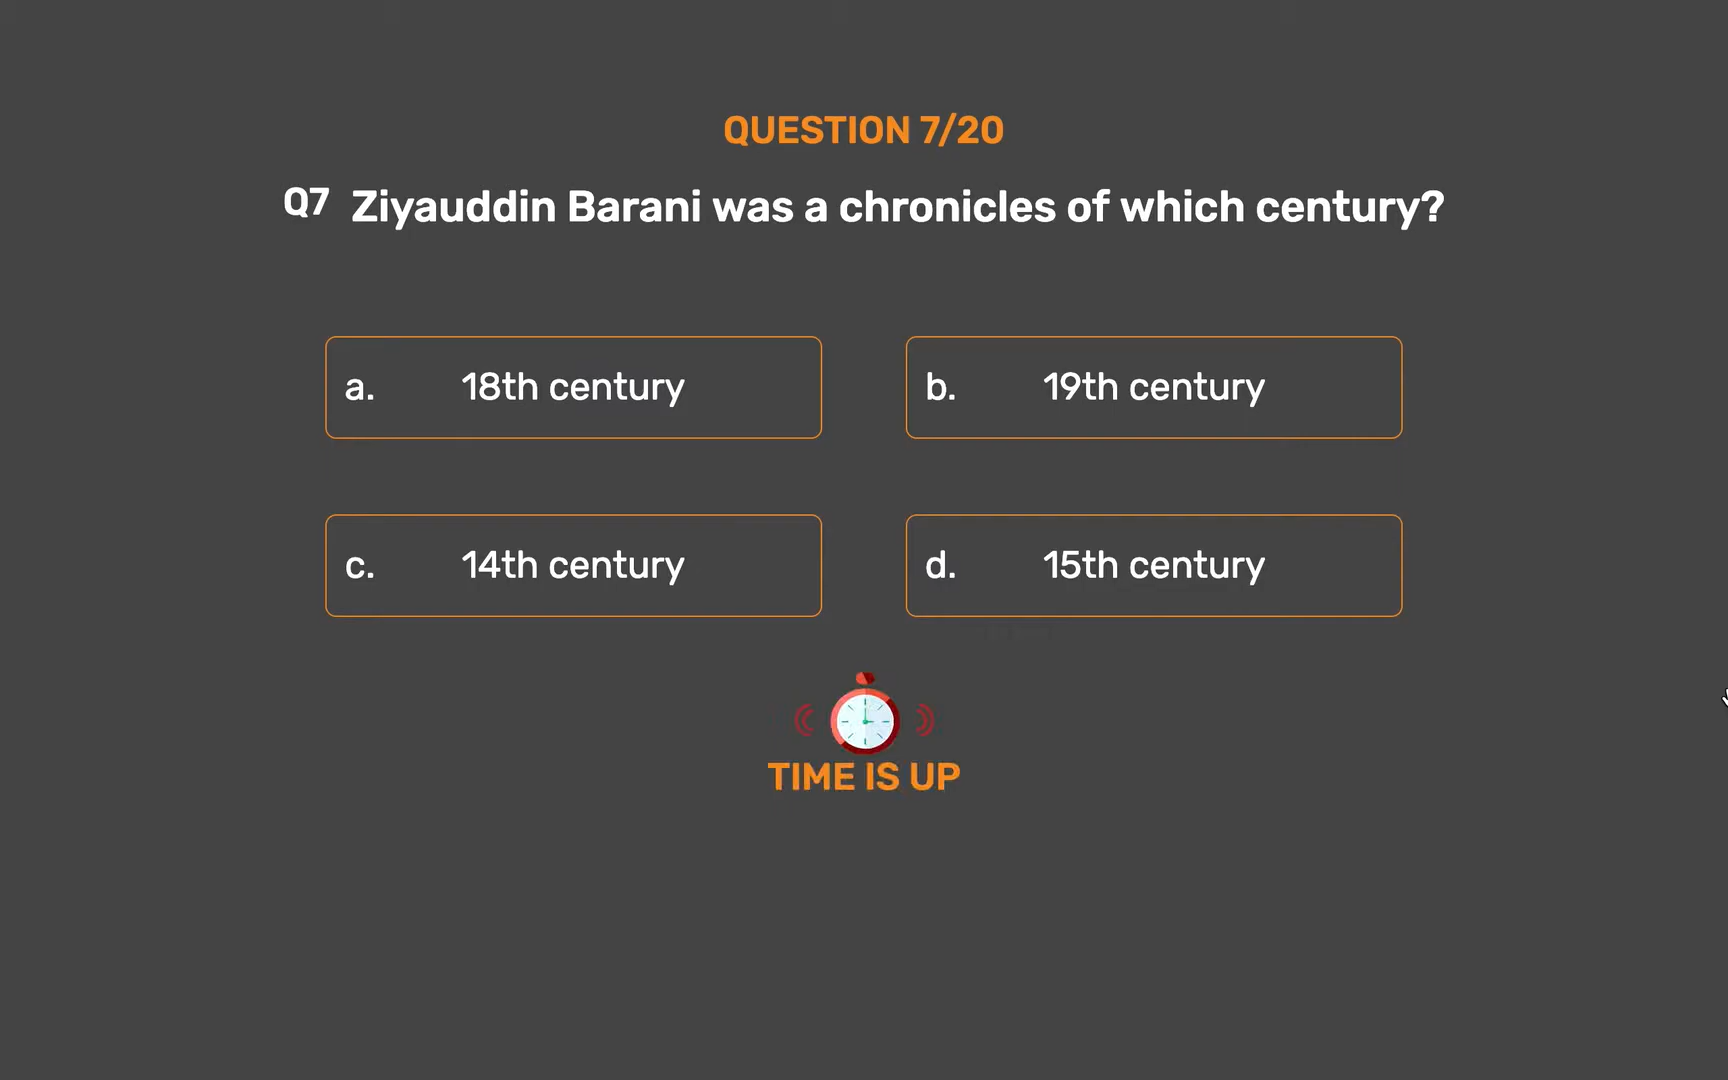 QUESTION 7/20
Q7 Ziyauddin Barani was a chronicles of which century?
a. 18th century
b. 19th century
c. 14th century
d. 15th century
TIME IS UP